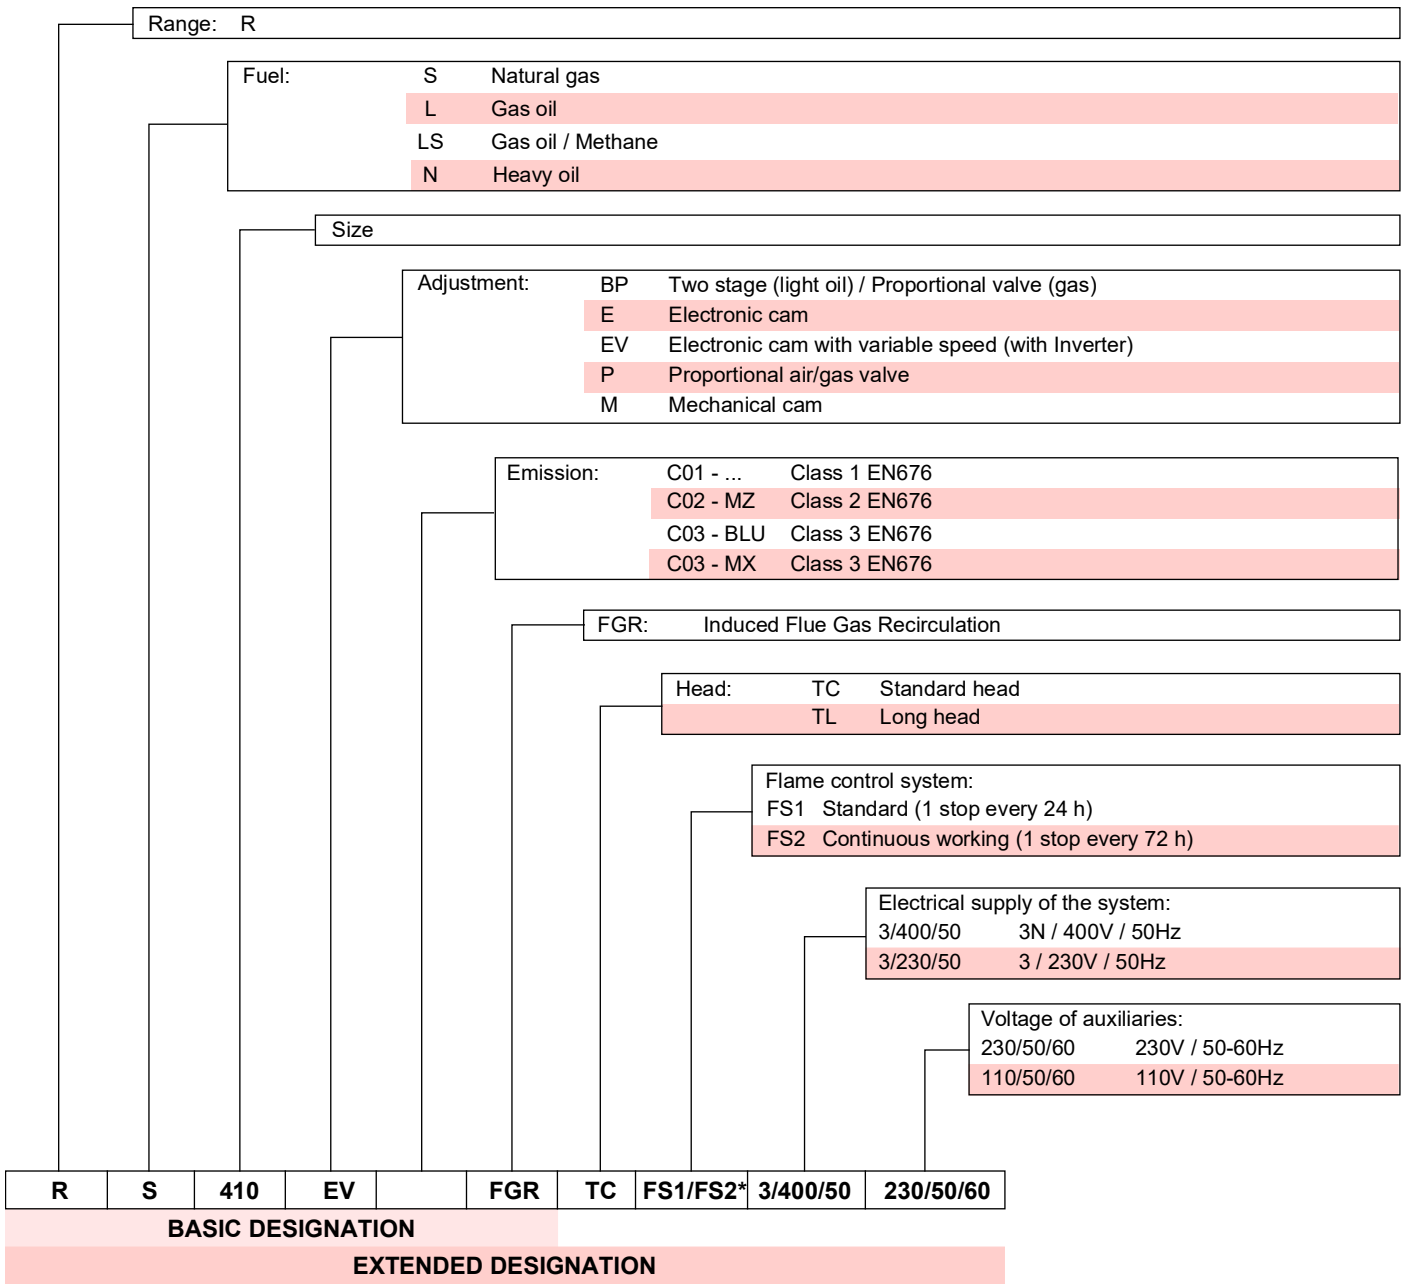 Range: R
Fuel: S Natural gas
L Gas oil
LS Gas oil / Methane
N Heavy oil
Size
Adjustment: BP Two stage (light oil) / Proportional valve (gas)
E Electronic cam
EV Electronic cam with variable speed (with Inverter)
P Proportional air/gas valve
M Mechanical cam
Emission: C01 - ... Class 1 EN676
C02 - MZ Class 2 EN676
C03 - BLU Class 3 EN676
C03 - MX Class 3 EN676
FGR: Induced Flue Gas Recirculation
Head: TC Standard head
TL Long head
Flame control system:
FS1 Standard (1 stop every 24 h)
FS2 Continuous working (1 stop every 72 h)
Electrical supply of the system:
3/400/50 3N / 400V / 50Hz
3/230/50 3 / 230V / 50Hz
Voltage of auxiliaries:
230/50/60 230V / 50-60Hz
110/50/60 110V / 50-60Hz
R S 410 EV FGR TC FS1/FS2* 3/400/50 230/50/60
BASIC DESIGNATION
EXTENDED DESIGNATION